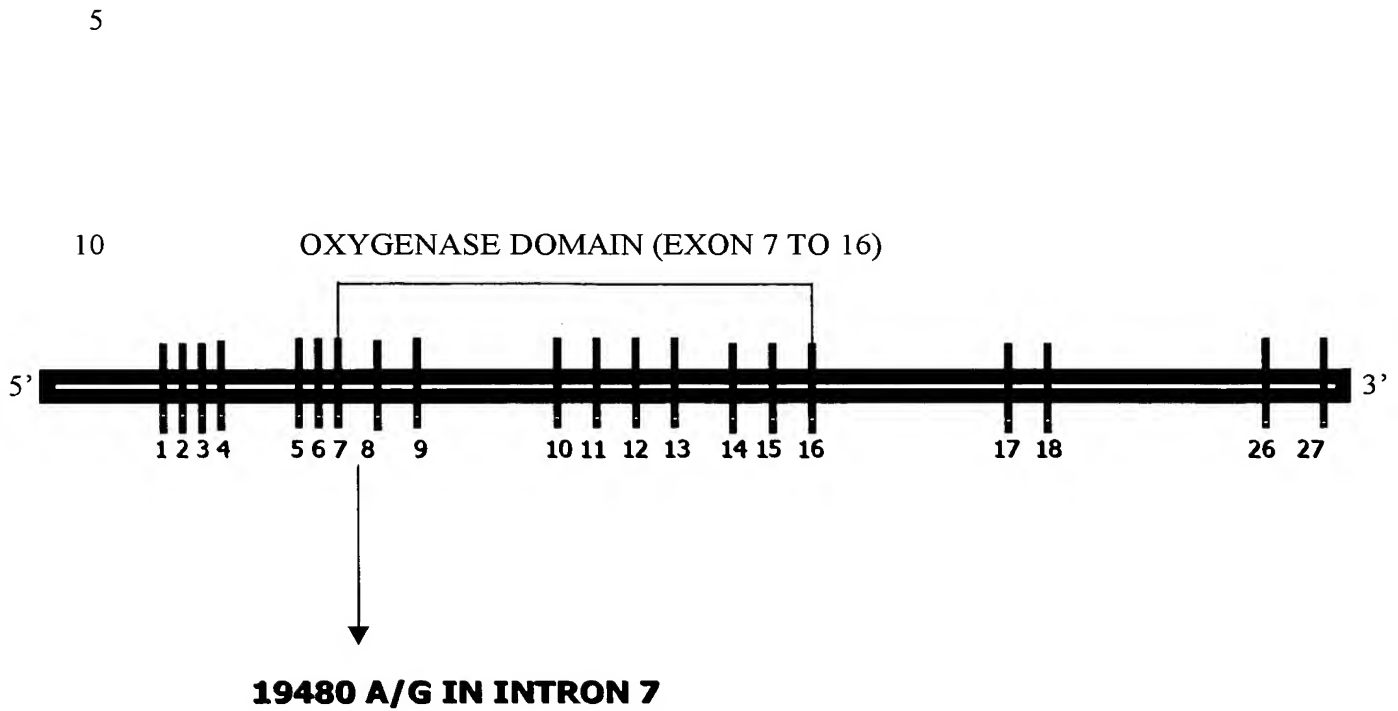 5
10
OXYGENASE DOMAIN (EXON 7 TO 16)
5’ 3’
1 2 3 4 5 6 7 8 9 10 11 12 13 14 15 16 17 18 26 27
19480 A/G IN INTRON 7